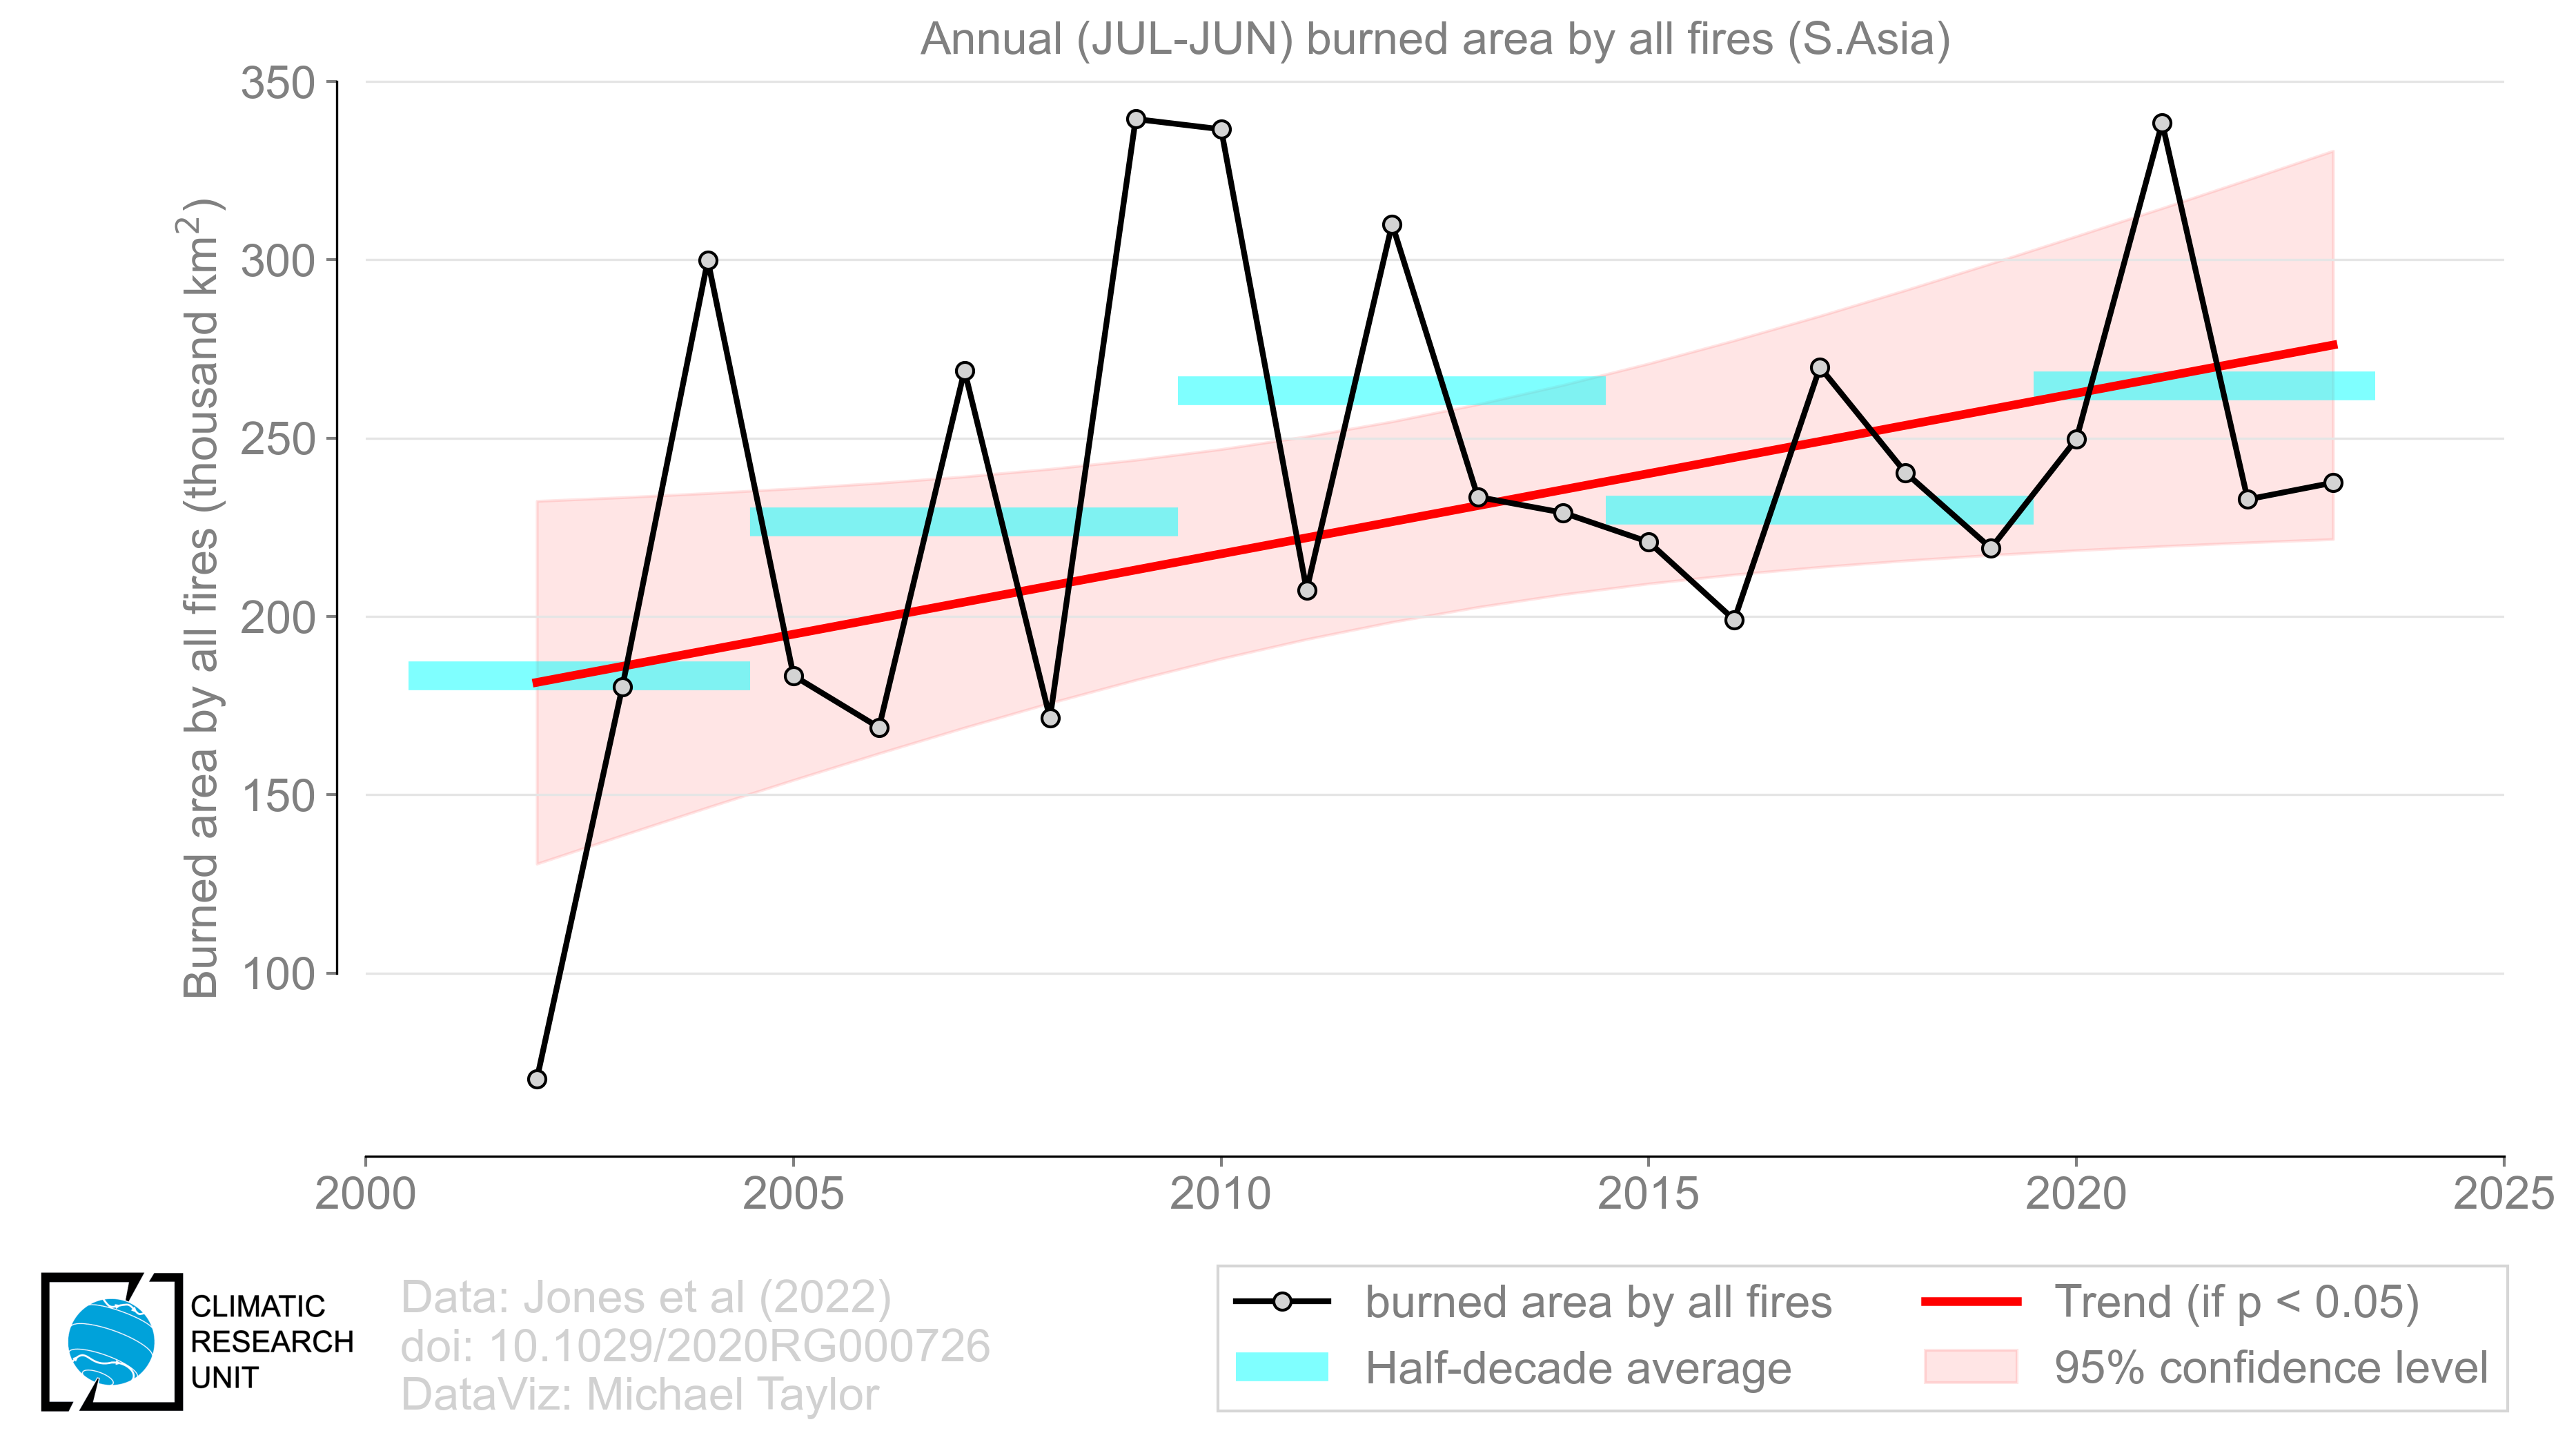 Annual (JUL-JUN) burned area by all fires (S.Asia)
Burned area by all fires (thousand km²)
350
300
250
200
150
100
2000 2005 2010 2015 2020 2025
CLIMATIC
RESEARCH
UNIT
Data: Jones et al (2022)
doi: 10.1029/2020RG000726
DataViz: Michael Taylor
burned area by all fires
Half-decade average
Trend (if p < 0.05)
95% confidence level